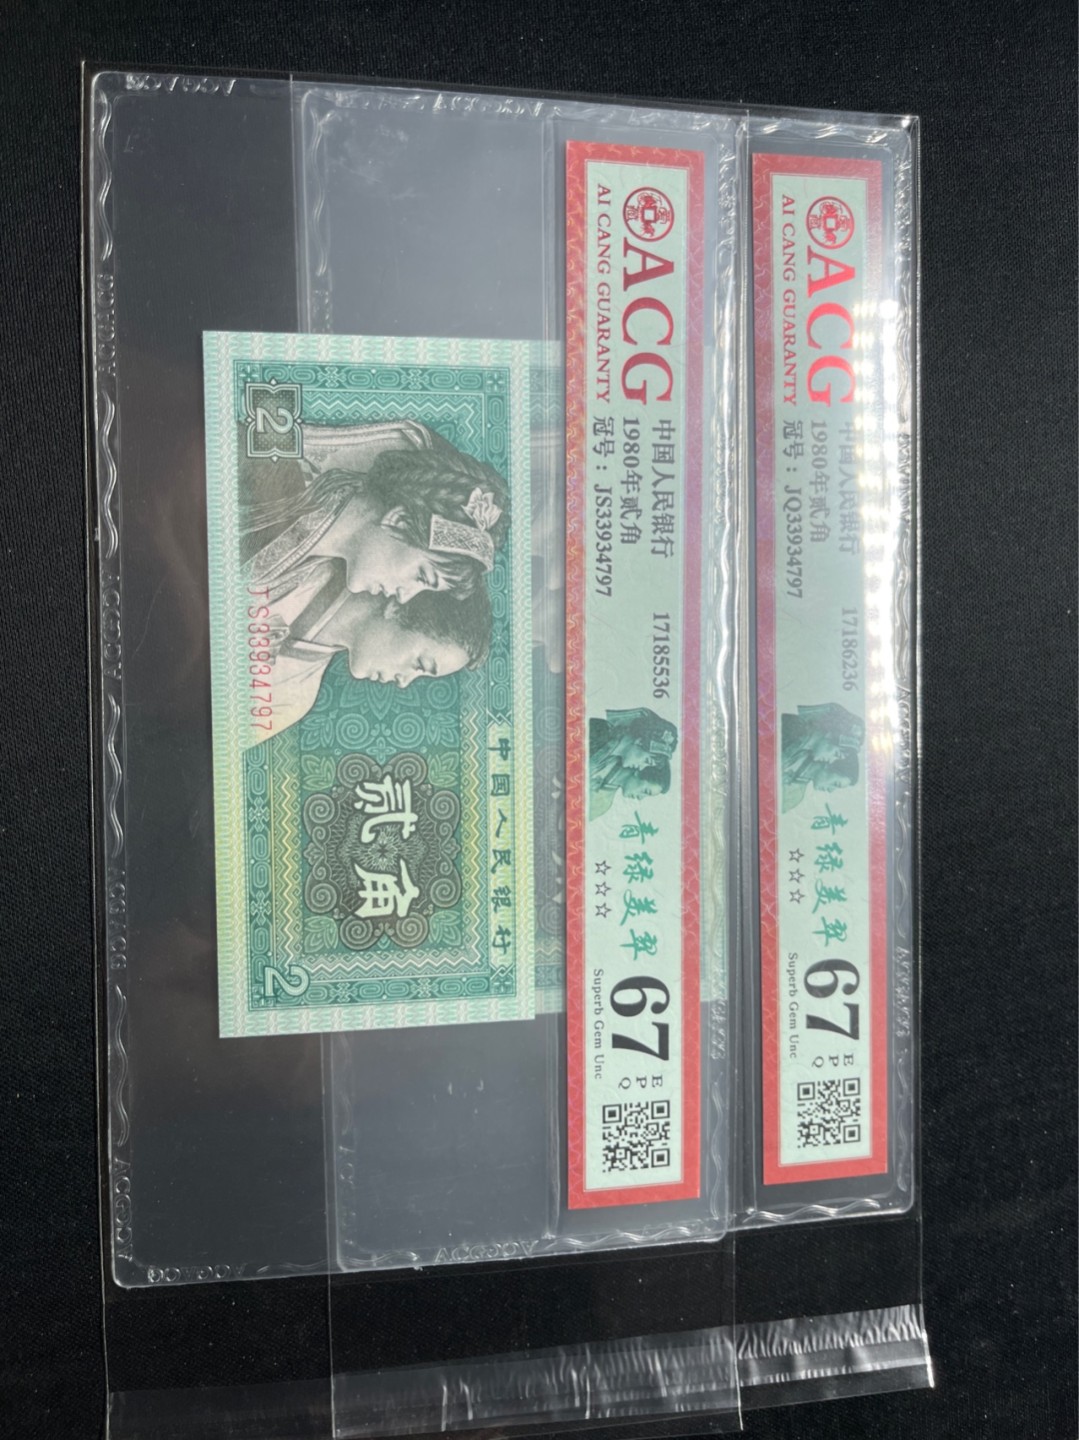 ACG
AI CANG GUARANTY
中国人民银行
17186236
1980年贰角
冠号：JQ33934797
青绿美翠
☆☆☆
67
EPQ
Superb Gem Unc
ACG
AI CANG GUARANTY
中国人民银行
17185536
1980年贰角
冠号：JS33934797
青绿美翠
☆☆☆
67
EPQ
Superb Gem Unc
中国人民银行
贰角
2
2
JS33934797